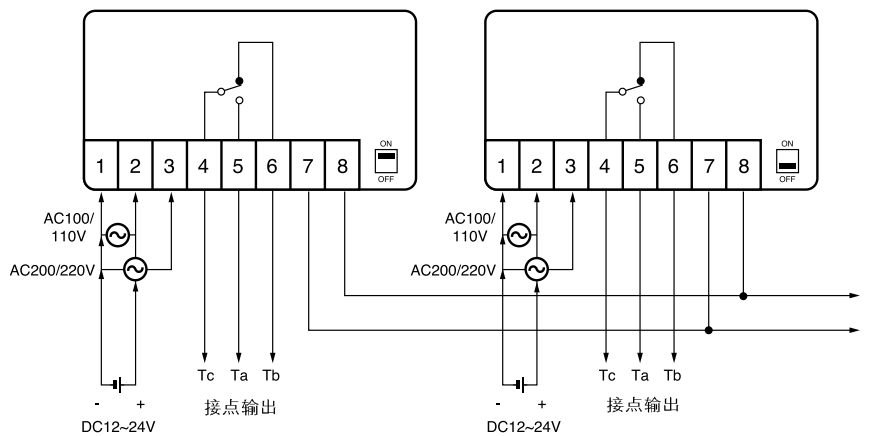 ON
1 2 3 4 5 6 7 8
OFF
AC100/
110V
AC200/220V
Tc Ta Tb
- +
接点输出
DC12~24V
ON
1 2 3 4 5 6 7 8
OFF
AC100/
110V
AC200/220V
Tc Ta Tb
- +
接点输出
DC12~24V